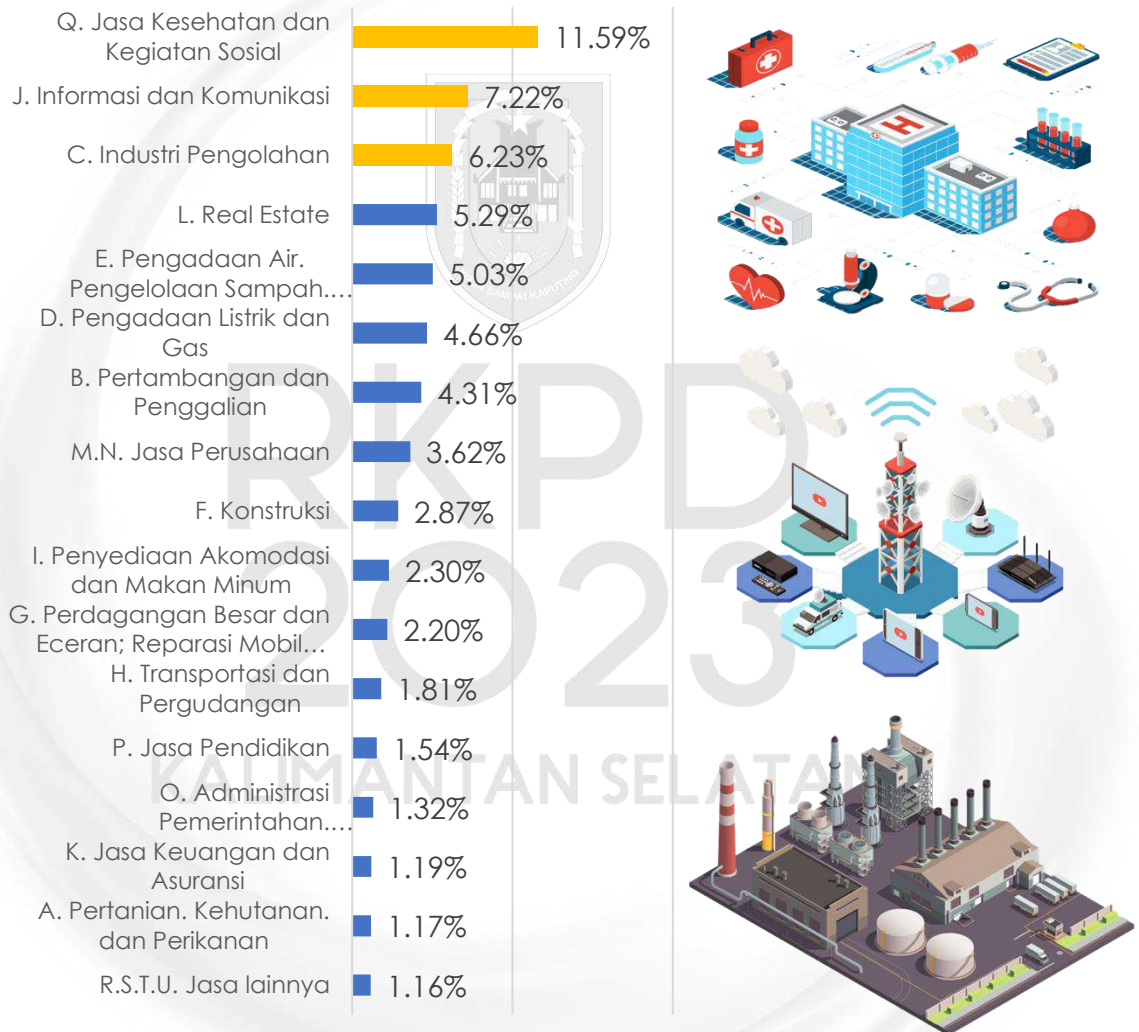 Q. Jasa Kesehatan dan
Kegiatan Sosial
11.59%
J. Informasi dan Komunikasi
7.22%
C. Industri Pengolahan
6.23%
L. Real Estate
5.29%
E. Pengadaan Air.
Pengelolaan Sampah....
5.03%
D. Pengadaan Listrik dan
Gas
4.66%
B. Pertambangan dan
Penggalian
4.31%
M.N. Jasa Perusahaan
3.62%
F. Konstruksi
2.87%
I. Penyediaan Akomodasi
dan Makan Minum
2.30%
G. Perdagangan Besar dan
Eceran; Reparasi Mobil...
2.20%
H. Transportasi dan
Pergudangan
1.81%
P. Jasa Pendidikan
1.54%
O. Administrasi
Pemerintahan....
1.32%
K. Jasa Keuangan dan
Asuransi
1.19%
A. Pertanian. Kehutanan.
dan Perikanan
1.17%
R.S.T.U. Jasa lainnya
1.16%
H
RKPD
2023
KALIMANTAN SELATAN
SAMPAI KAPUTING